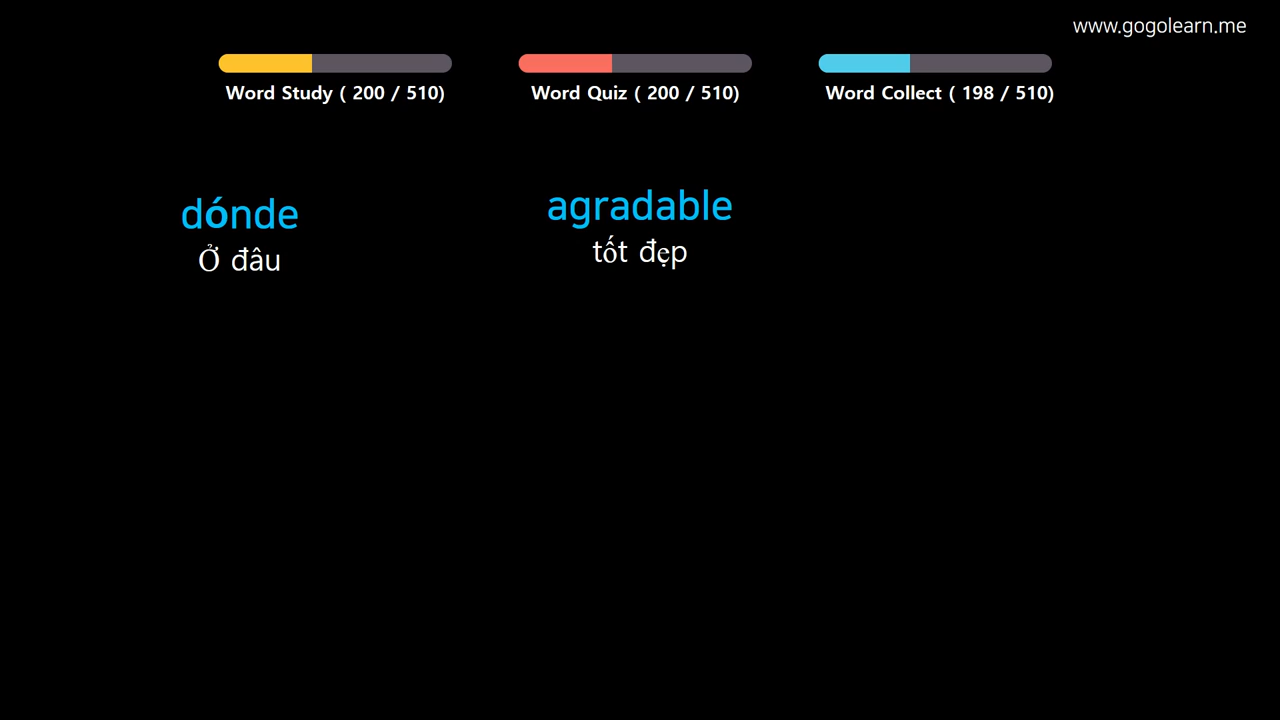 www.gogolearn.me
Word Study ( 200 / 510)
Word Quiz ( 200 / 510)
Word Collect ( 198 / 510)
dónde
Ở đâu
agradable
tốt đẹp